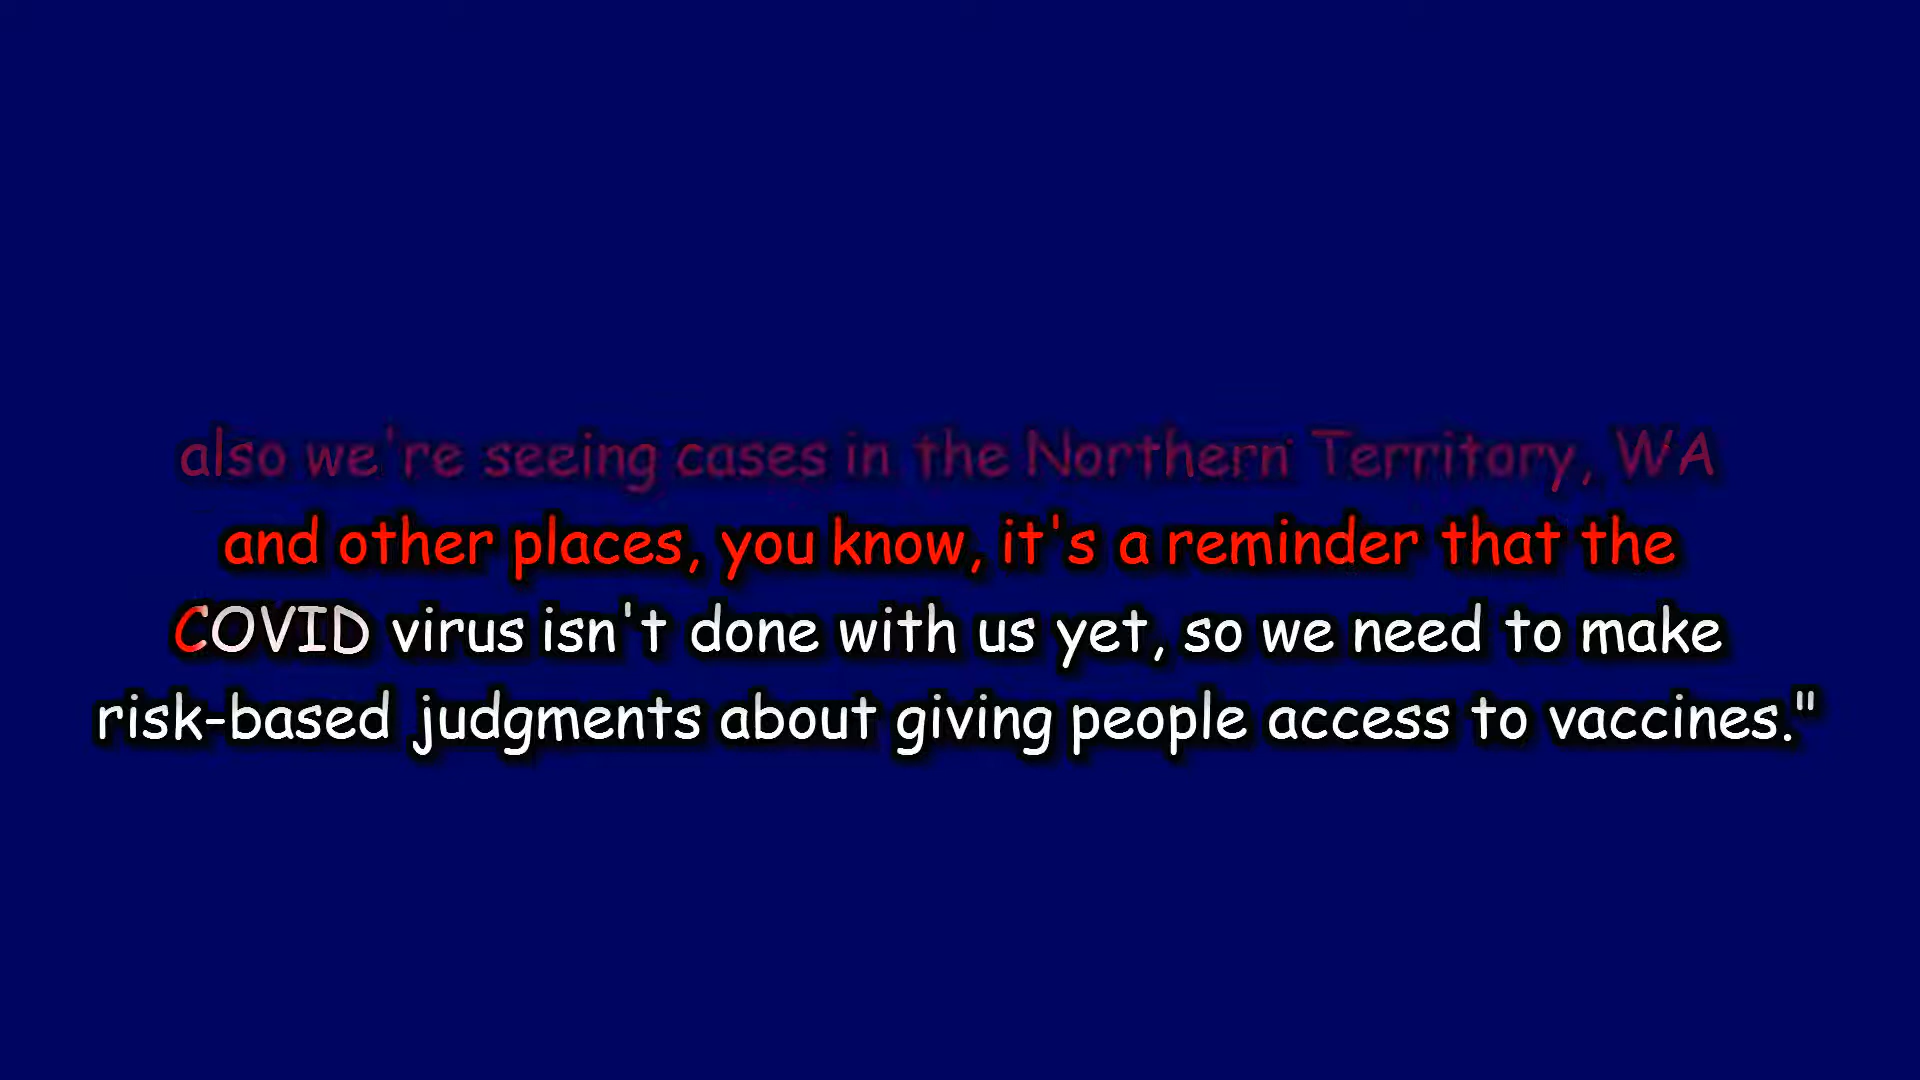 also we're seeing cases in the Northern Territory, WA
and other places, you know, it's a reminder that the
COVID virus isn't done with us yet, so we need to make
risk-based judgments about giving people access to vaccines."